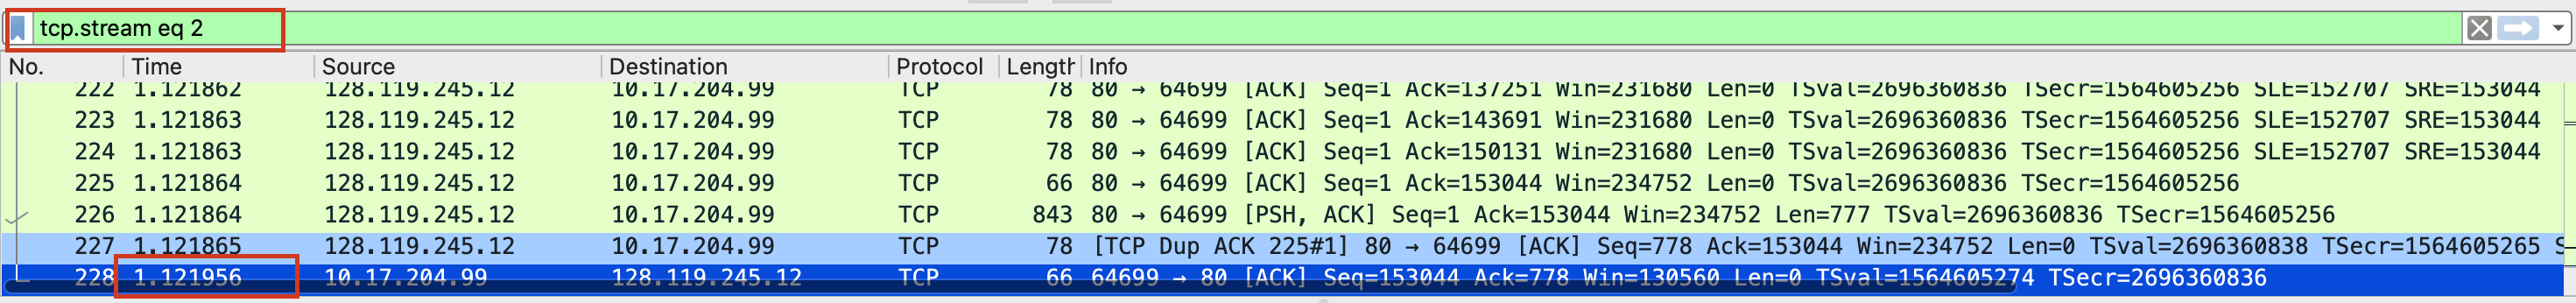 tcp.stream eq 2
No. Time Source Destination Protocol Length Info
222 1.121862 128.119.245.12 10.17.204.99 TCP 78 80 → 64699 [ACK] Seq=1 Ack=137251 Win=231680 Len=0 TSval=2696360836 TSecr=1564605256 SLE=152707 SRE=153044
223 1.121863 128.119.245.12 10.17.204.99 TCP 78 80 → 64699 [ACK] Seq=1 Ack=143691 Win=231680 Len=0 TSval=2696360836 TSecr=1564605256 SLE=152707 SRE=153044
224 1.121863 128.119.245.12 10.17.204.99 TCP 78 80 → 64699 [ACK] Seq=1 Ack=150131 Win=231680 Len=0 TSval=2696360836 TSecr=1564605256 SLE=152707 SRE=153044
225 1.121864 128.119.245.12 10.17.204.99 TCP 66 80 → 64699 [ACK] Seq=1 Ack=153044 Win=234752 Len=0 TSval=2696360836 TSecr=1564605256
226 1.121864 128.119.245.12 10.17.204.99 TCP 843 80 → 64699 [PSH, ACK] Seq=1 Ack=153044 Win=234752 Len=777 TSval=2696360836 TSecr=1564605256
227 1.121865 128.119.245.12 10.17.204.99 TCP 78 [TCP Dup ACK 225#1] 80 → 64699 [ACK] Seq=778 Ack=153044 Win=234752 Len=0 TSval=2696360838 TSecr=1564605265 S
228 1.121956 10.17.204.99 128.119.245.12 TCP 66 64699 → 80 [ACK] Seq=153044 Ack=778 Win=130560 Len=0 TSval=1564605274 TSecr=2696360836